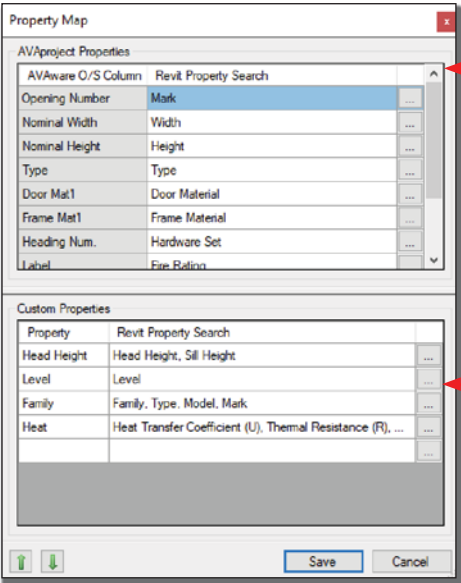 Property Map
x
AVAproject Properties
AVAware O/S Column Revit Property Search
Opening Number Mark ...
Nominal Width Width ...
Nominal Height Height ...
Type Type ...
Door Mat1 Door Material ...
Frame Mat1 Frame Material ...
Heading Num. Hardware Set ...
Label Fire Rating
Custom Properties
Property Revit Property Search
Head Height Head Height, Sill Height ...
Level Level ...
Family Family, Type, Model, Mark ...
Heat Heat Transfer Coefficient (U), Thermal Resistance (R), ... ...
...
Save Cancel